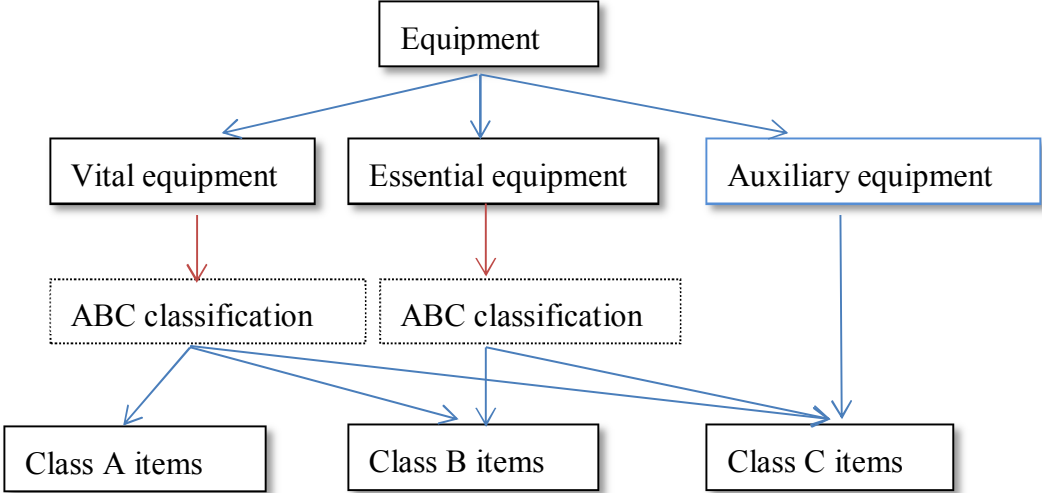 Equipment
Vital equipment
Essential equipment
Auxiliary equipment
ABC classification
ABC classification
Class A items
Class B items
Class C items